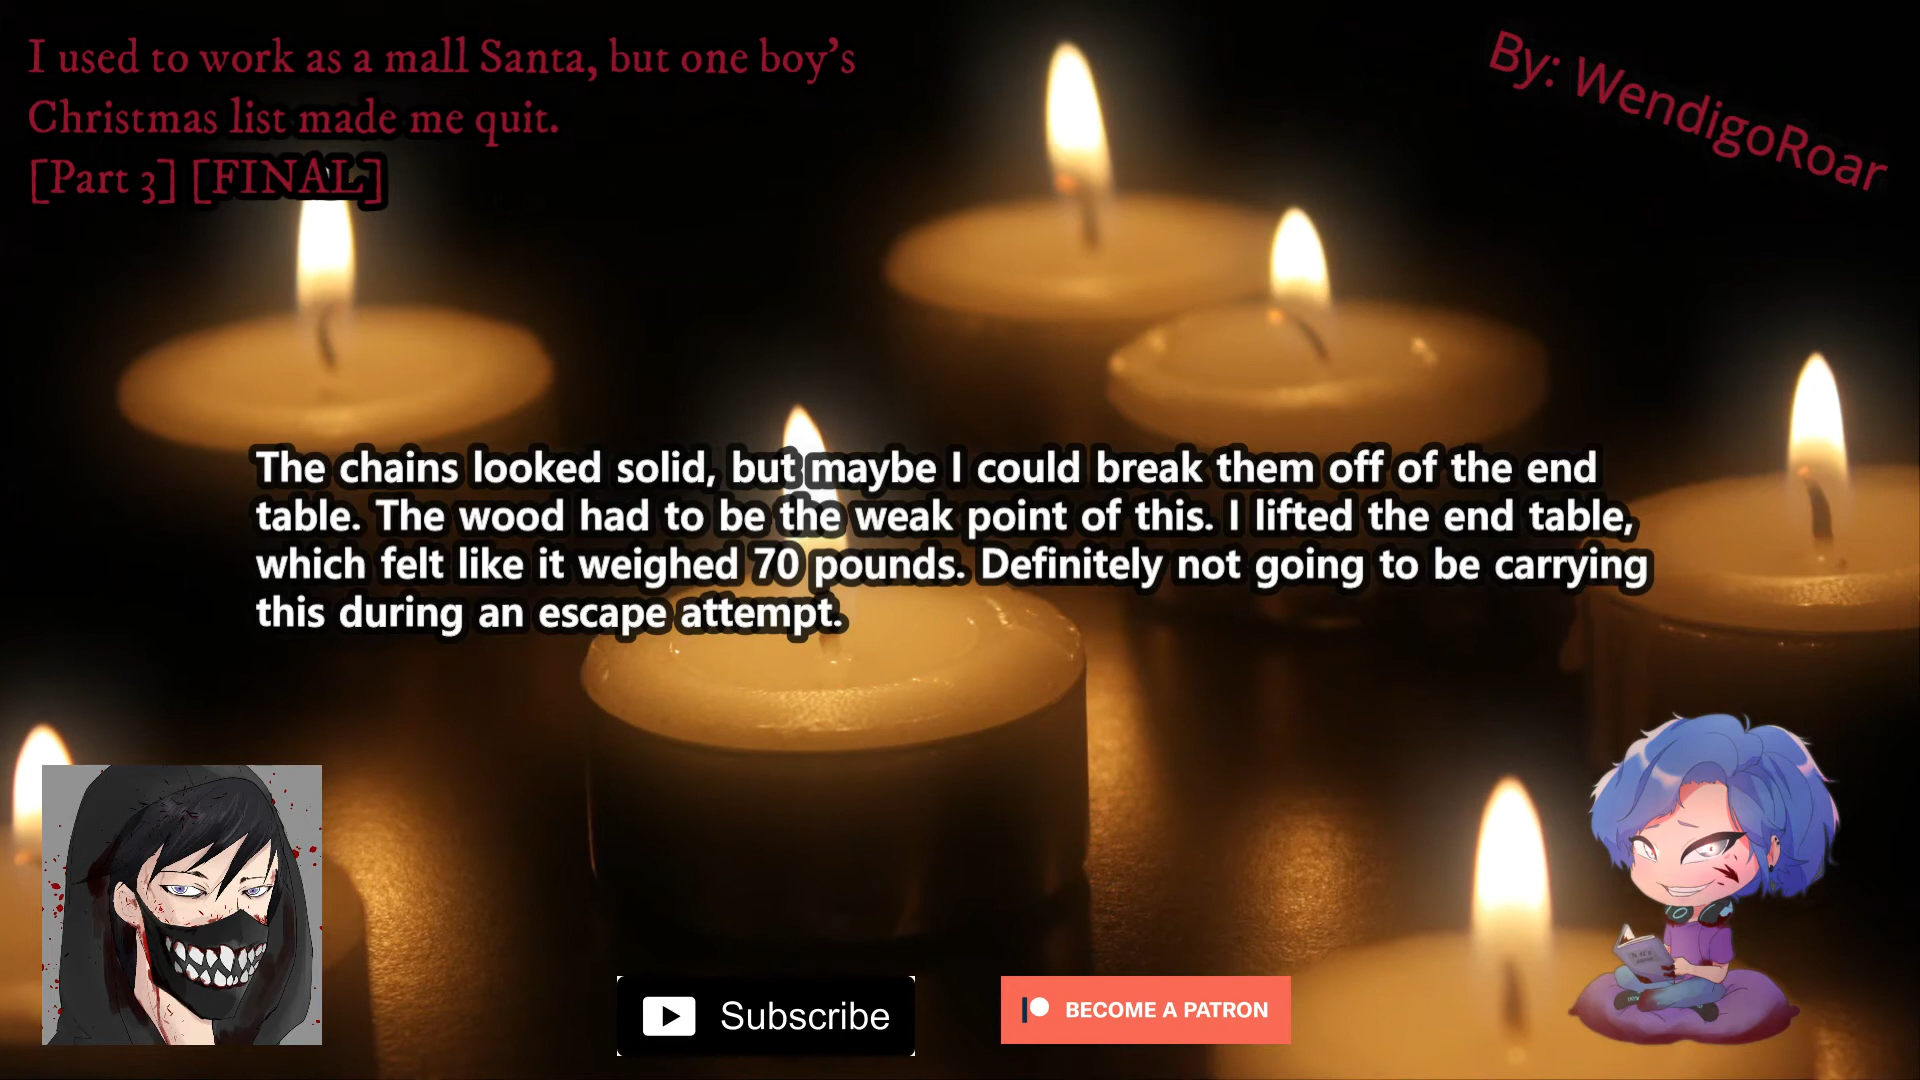 I used to work as a mall Santa, but one boy's
Christmas list made me quit.
[Part 3] [FINAL]
By: WendigoRoar
The chains looked solid, but maybe I could break them off of the end
table. The wood had to be the weak point of this. I lifted the end table,
which felt like it weighed 70 pounds. Definitely not going to be carrying
this during an escape attempt.
Subscribe
BECOME A PATRON